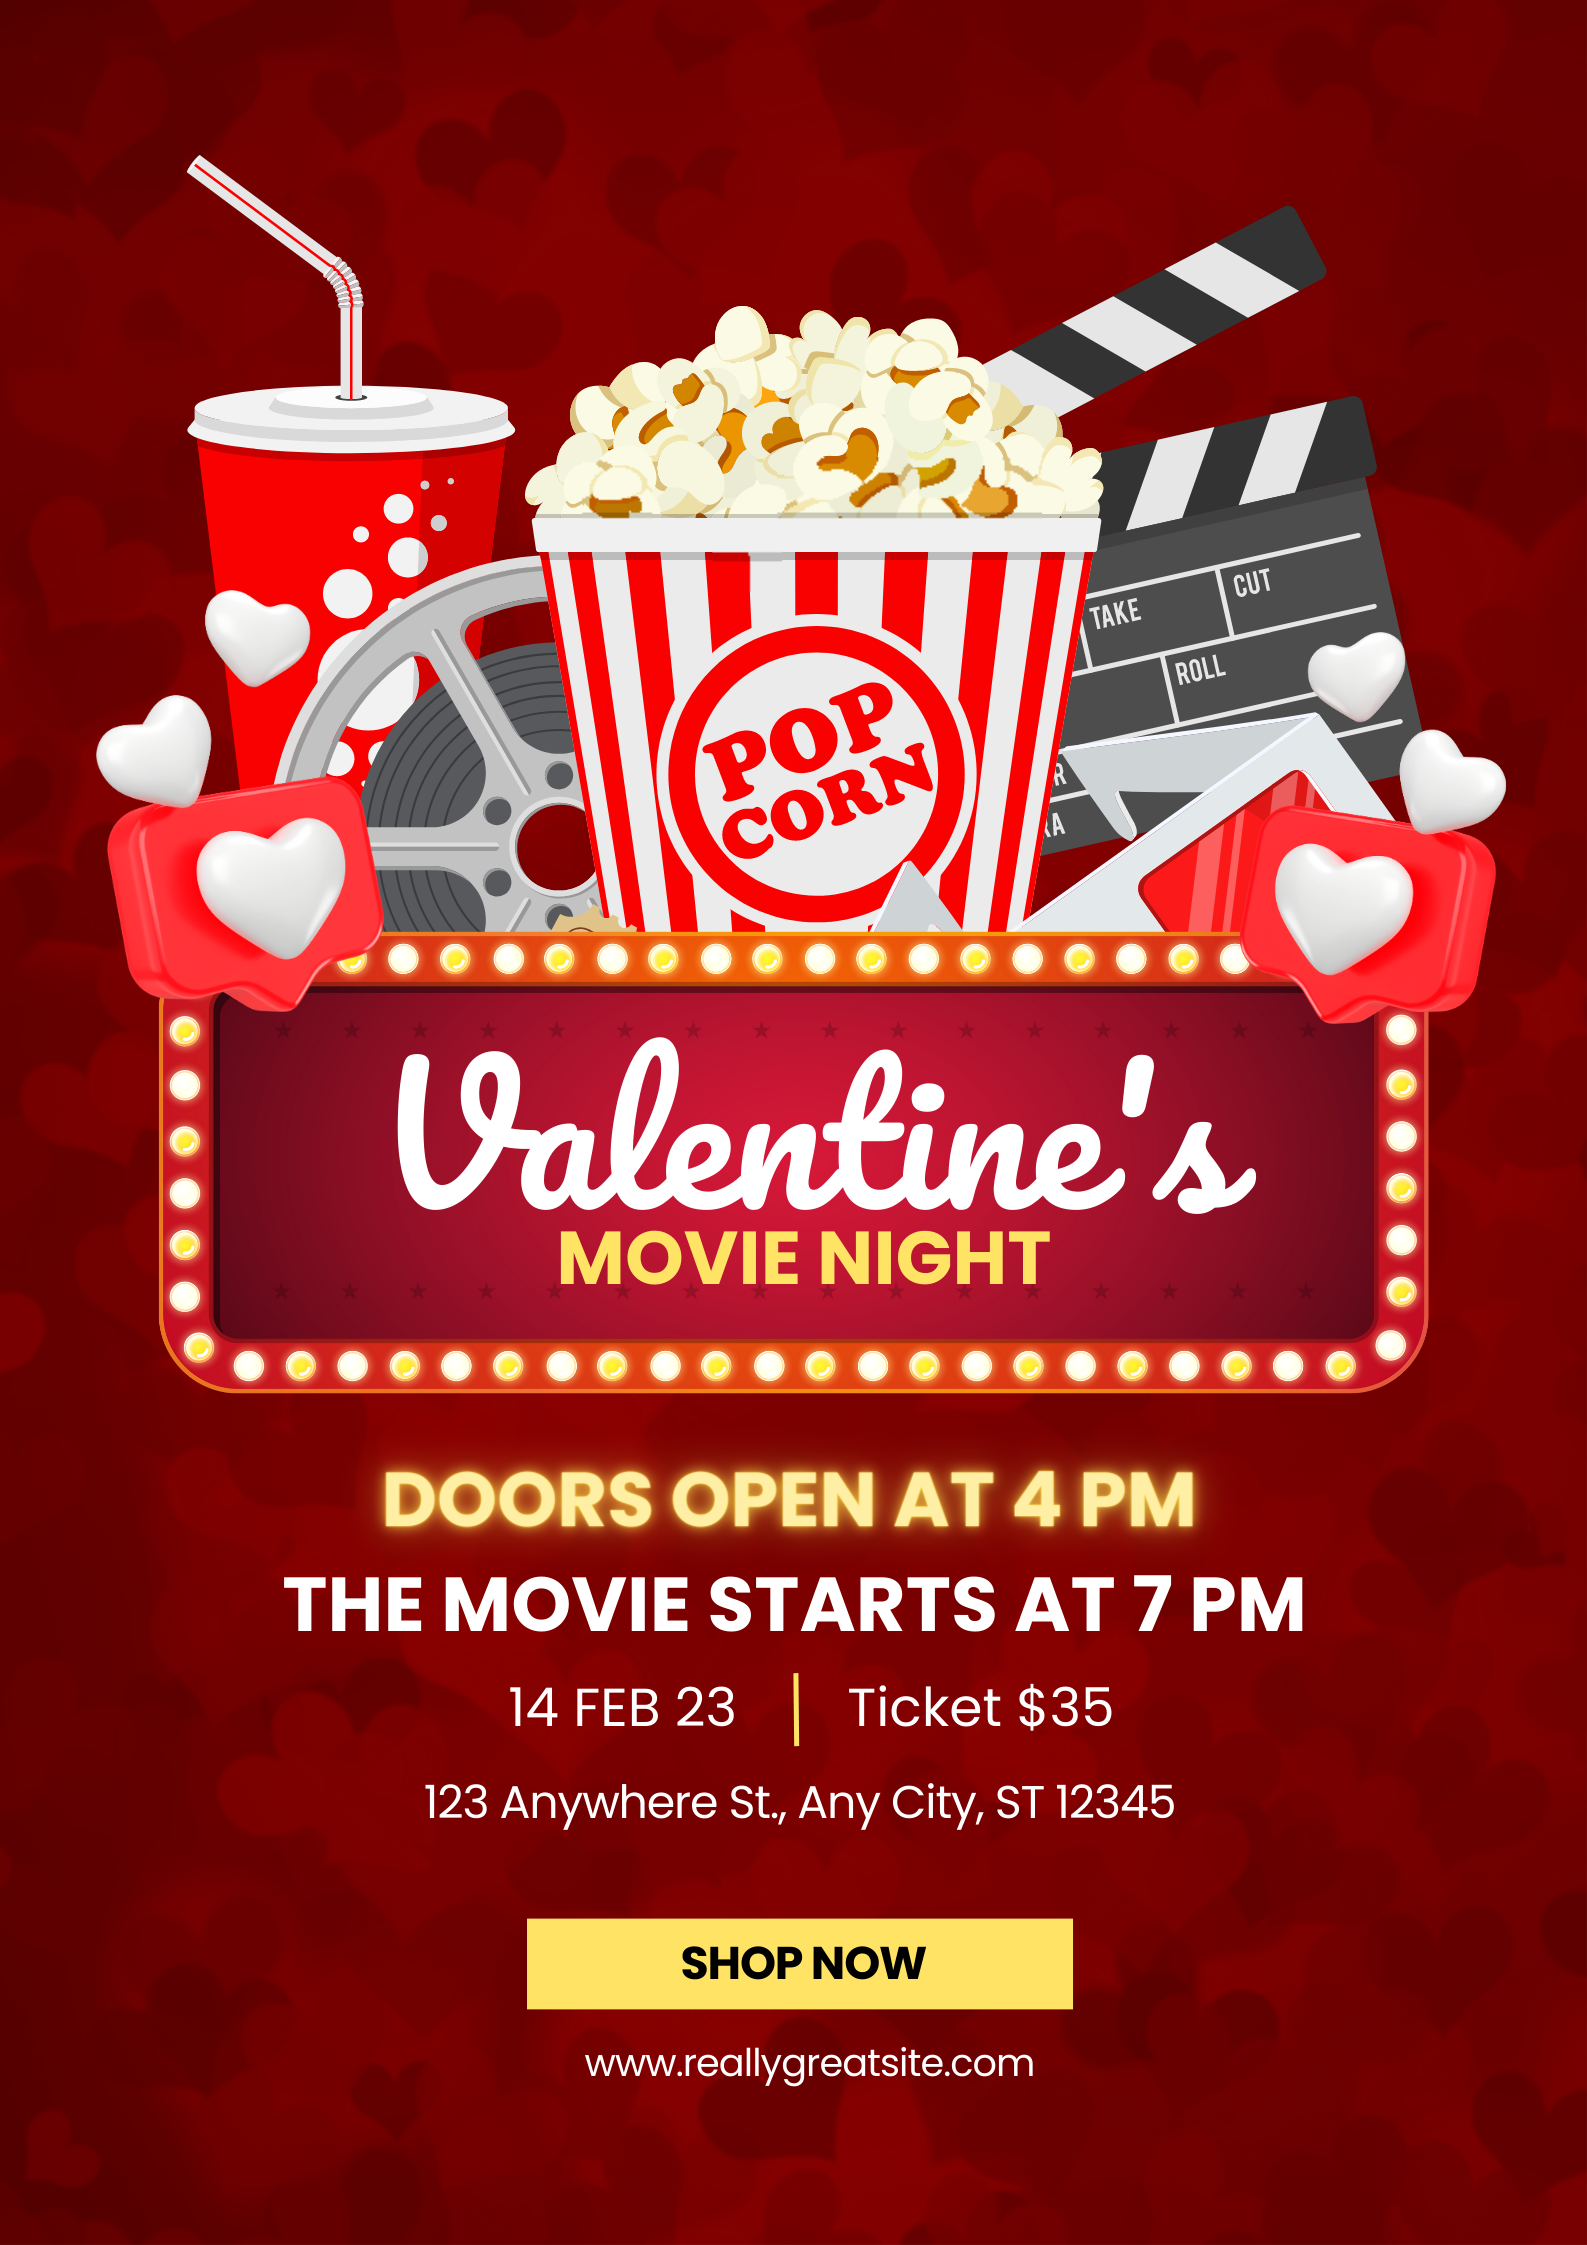 TAKE
CUT
ROLL
POP
CORN
Valentine's
MOVIE NIGHT
DOORS OPEN AT 4 PM
THE MOVIE STARTS AT 7 PM
14 FEB 23 | Ticket $35
123 Anywhere St., Any City, ST 12345
SHOP NOW
www.reallygreatsite.com